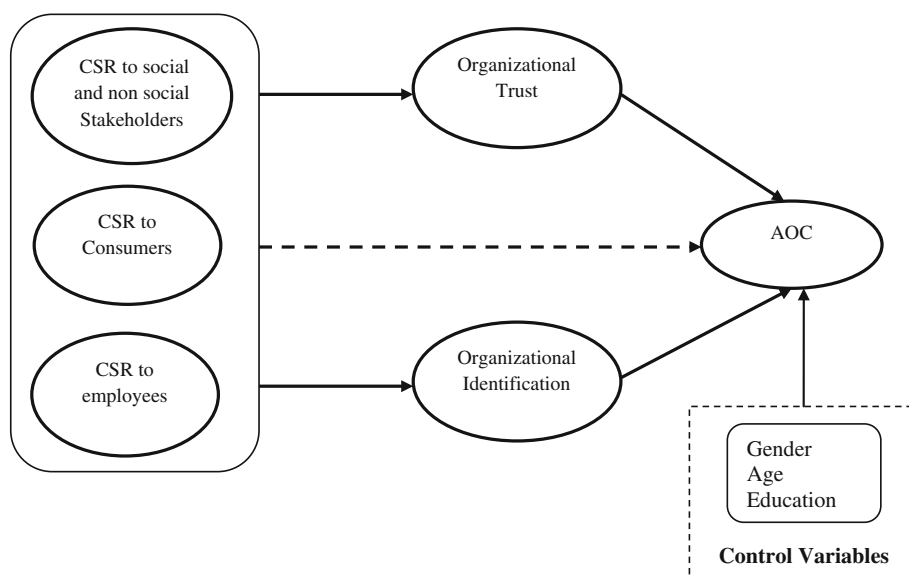 CSR to social
and non social
Stakeholders
Organizational
Trust
CSR to
Consumers
AOC
CSR to
employees
Organizational
Identification
Gender
Age
Education
Control Variables